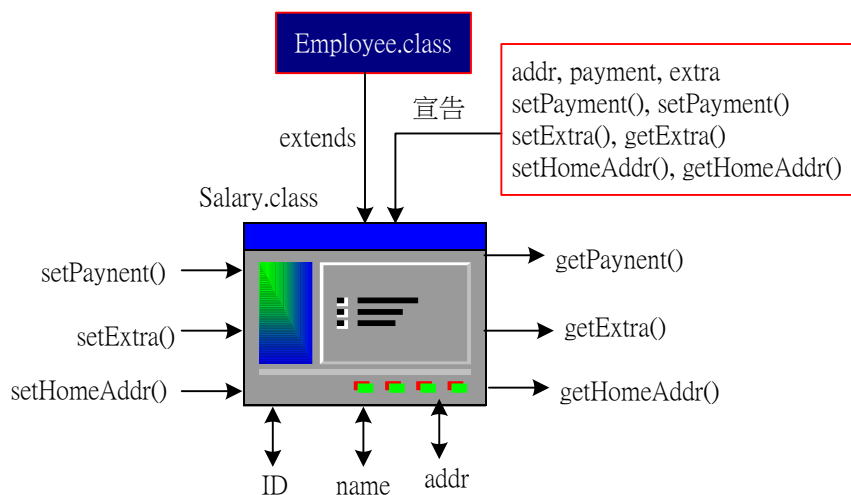 Employee.class
addr, payment, extra
setPayment(), setPayment()
setExtra(), getExtra()
setHomeAddr(), getHomeAddr()
宣告
extends
Salary.class
setPaynent()
getPaynent()
setExtra()
getExtra()
setHomeAddr()
getHomeAddr()
ID
name
addr